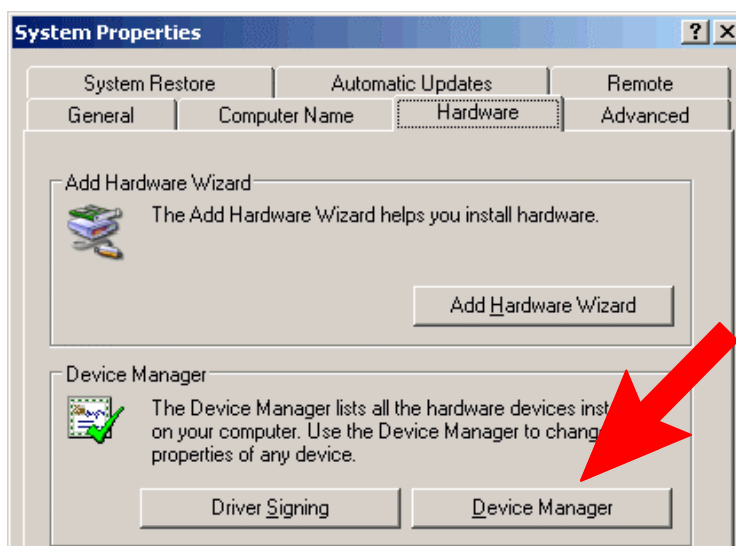 System Properties
System Restore Automatic Updates Remote
General Computer Name Hardware Advanced
Add Hardware Wizard
The Add Hardware Wizard helps you install hardware.
Add Hardware Wizard
Device Manager
The Device Manager lists all the hardware devices
on your computer. Use the Device Manager to change
properties of any device.
Driver Signing Device Manager